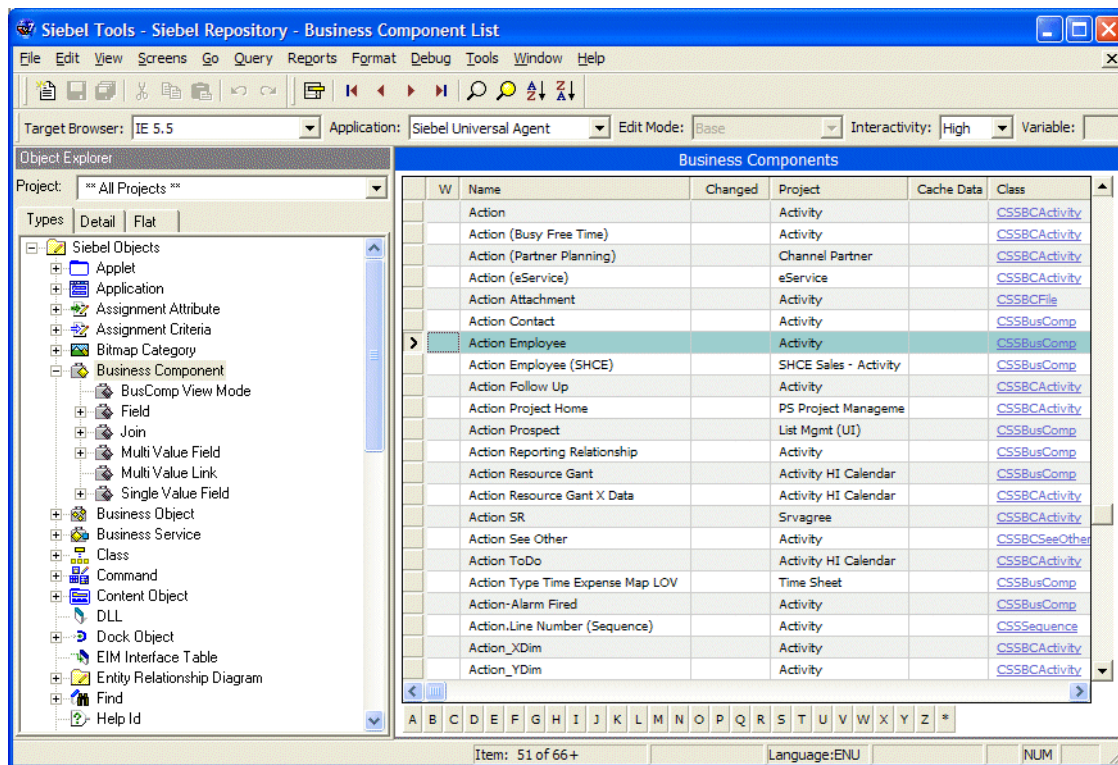 Siebel Tools - Siebel Repository - Business Component List
File Edit View Screens Go Query Reports Format Debug Tools Window Help
Target Browser: IE 5.5 Application: Siebel Universal Agent Edit Mode: Base Interactivity: High Variable:
Object Explorer
Project: ** All Projects **
Types Detail Flat
Siebel Objects
Applet
Application
Assignment Attribute
Assignment Criteria
Bitmap Category
Business Component
BusComp View Mode
Field
Join
Multi Value Field
Multi Value Link
Single Value Field
Business Object
Business Service
Class
Command
Content Object
DLL
Dock Object
EIM Interface Table
Entity Relationship Diagram
Find
Help Id
Business Components
W Name Changed Project Cache Data Class
Action Activity CSSBCActivity
Action (Busy Free Time) Activity CSSBCActivity
Action (Partner Planning) Channel Partner CSSBCActivity
Action (eService) eService CSSBCActivity
Action Attachment Activity CSSBCFile
Action Contact Activity CSSBusComp
Action Employee Activity CSSBusComp
Action Employee (SHCE) SHCE Sales - Activity CSSBusComp
Action Follow Up Activity CSSBCActivity
Action Project Home PS Project Manageme CSSBCActivity
Action Prospect List Mgmt (UI) CSSBusComp
Action Reporting Relationship Activity CSSBusComp
Action Resource Gant Activity HI Calendar CSSBusComp
Action Resource Gant X Data Activity HI Calendar CSSBCActivity
Action SR Srvagree CSSBCActivity
Action See Other Activity CSSBCSeeOther
Action ToDo Activity HI Calendar CSSBCActivity
Action Type Time Expense Map LOV Time Sheet CSSBusComp
Action-Alarm Fired Activity CSSBusComp
Action.Line Number (Sequence) Activity CSSSequence
Action_XDim Activity CSSBCActivity
Action_YDim Activity CSSBCActivity
A B C D E F G H I J K L M N O P Q R S T U V W X Y Z *
Item: 51 of 66+ Language:ENU NUM